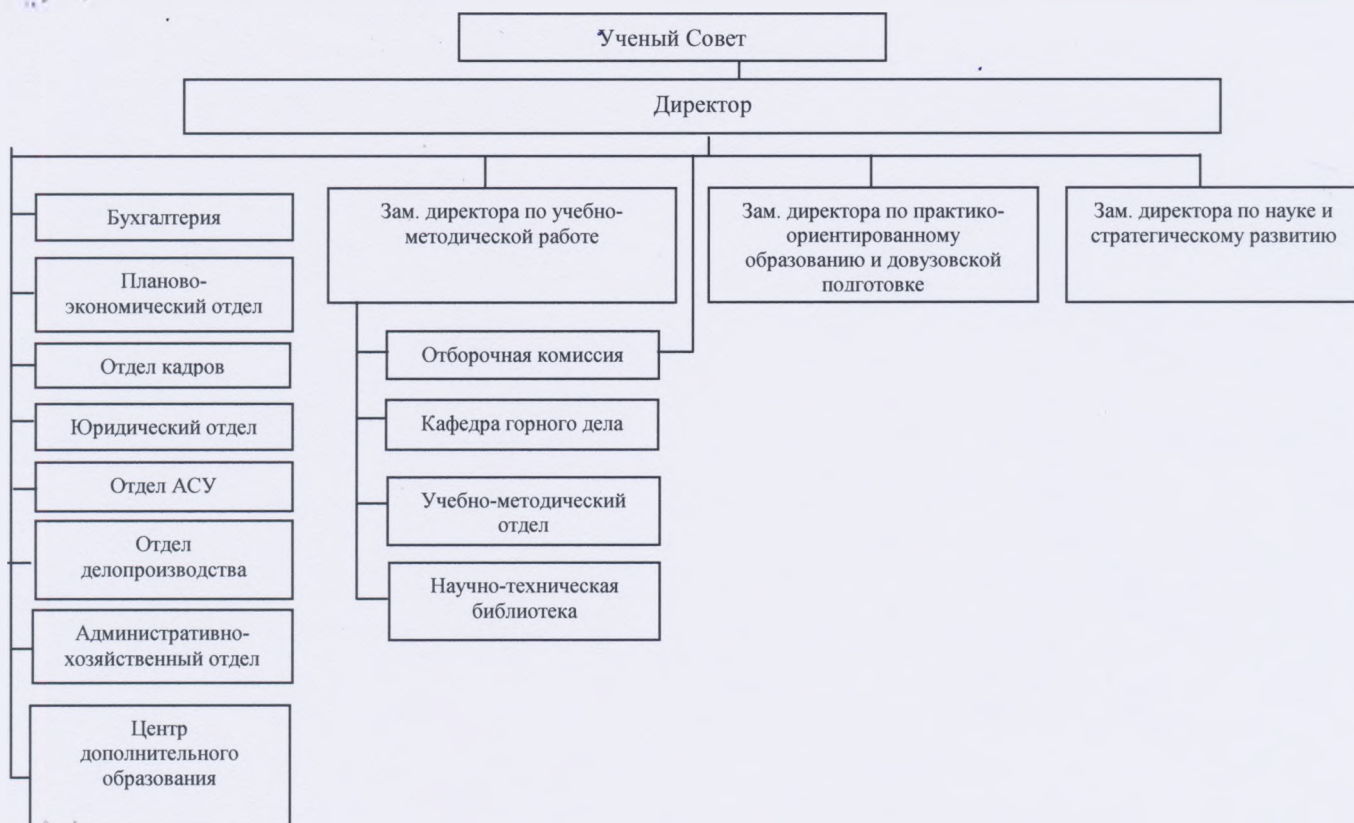 Ученый Совет
Директор
Бухгалтерия
Планово-
экономический отдел
Отдел кадров
Юридический отдел
Отдел АСУ
Отдел
делопроизводства
Административно-
хозяйственный отдел
Центр
дополнительного
образования
Зам. директора по учебно-
методической работе
Отборочная комиссия
Кафедра горного дела
Учебно-методический
отдел
Научно-техническая
библиотека
Зам. директора по практико-
ориентированному
образованию и довузовской
подготовке
Зам. директора по науке и
стратегическому развитию